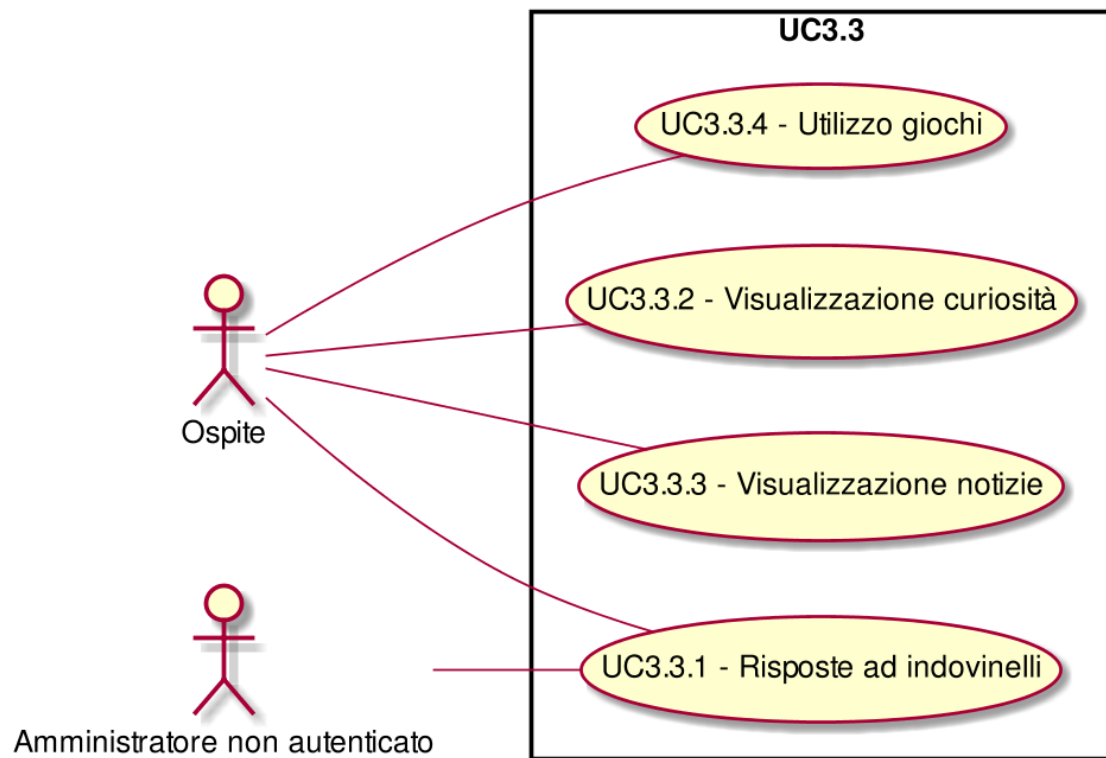 UC3.3
UC3.3.4 - Utilizzo giochi
UC3.3.2 - Visualizzazione curiosità
Ospite
UC3.3.3 - Visualizzazione notizie
UC3.3.1 - Risposte ad indovinelli
Amministratore non autenticato